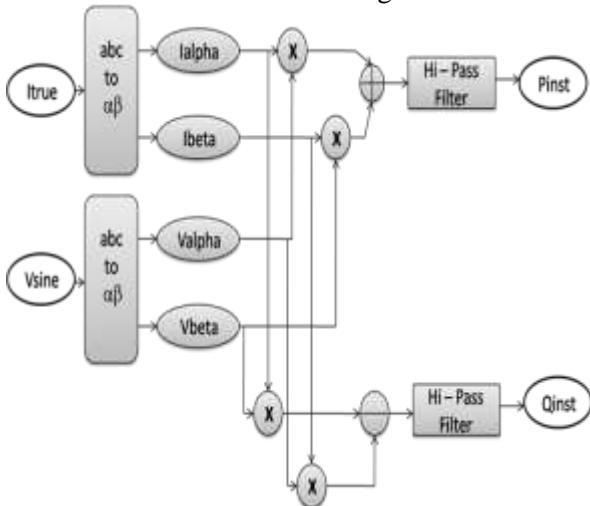 abc
to
αβ
Itrue
Ialpha
Ibeta
X
X
Hi – Pass
Filter
Pinst
abc
to
αβ
Vsine
Valpha
Vbeta
X
X
Hi – Pass
Filter
Qinst